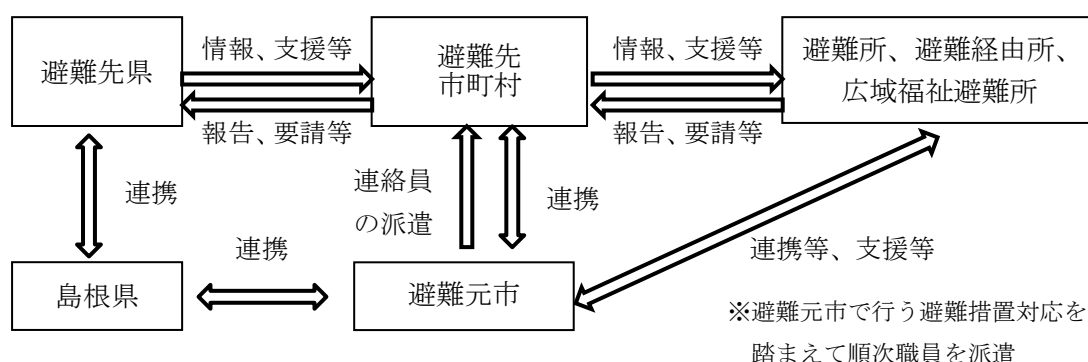 避難先県
情報、支援等
報告、要請等
避難先
市町村
情報、支援等
報告、要請等
避難所、避難経由所、
広域福祉避難所
連携
連絡員
の派遣
連携
連携等、支援等
島根県
連携
避難元市
※避難元市で行う避難措置対応を
踏まえて順次職員を派遣